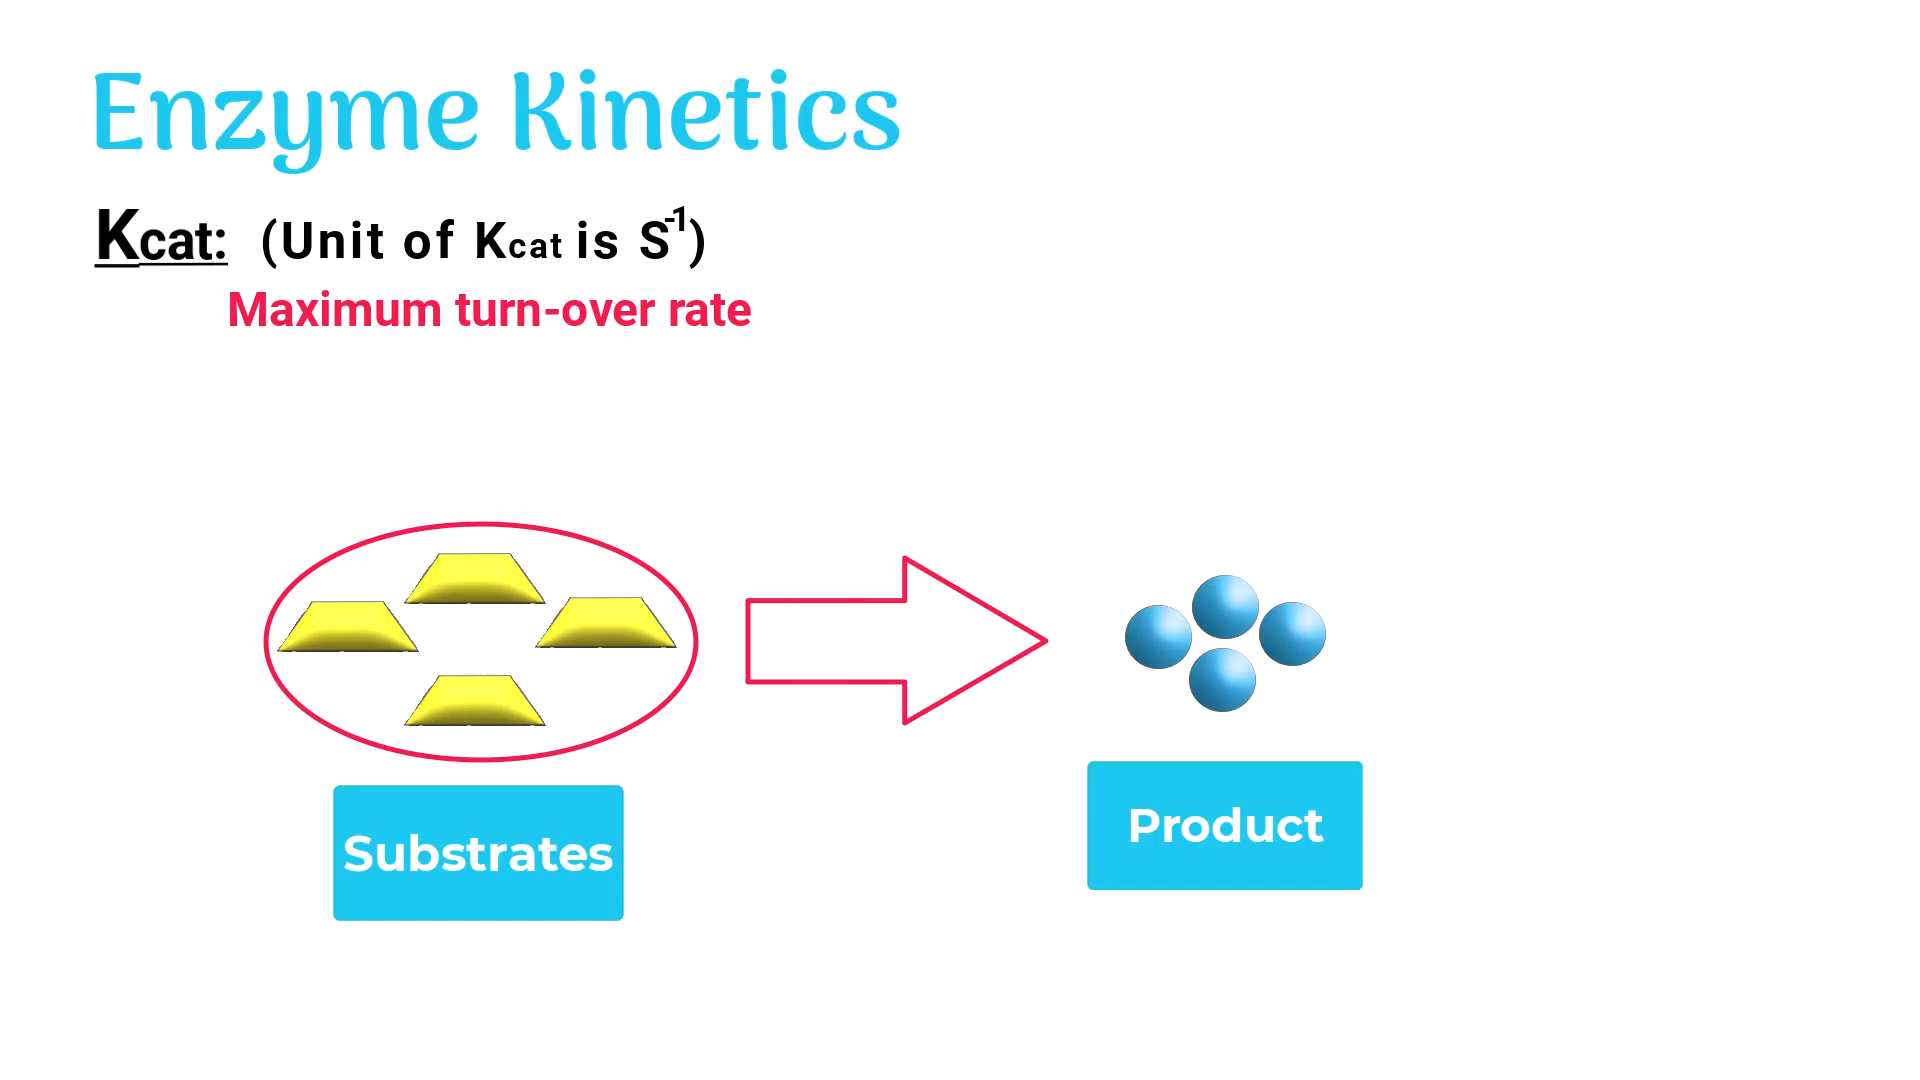 Enzyme Kinetics
Kcat: (Unit of Kcat is S⁻¹)
Maximum turn-over rate
Substrates
Product